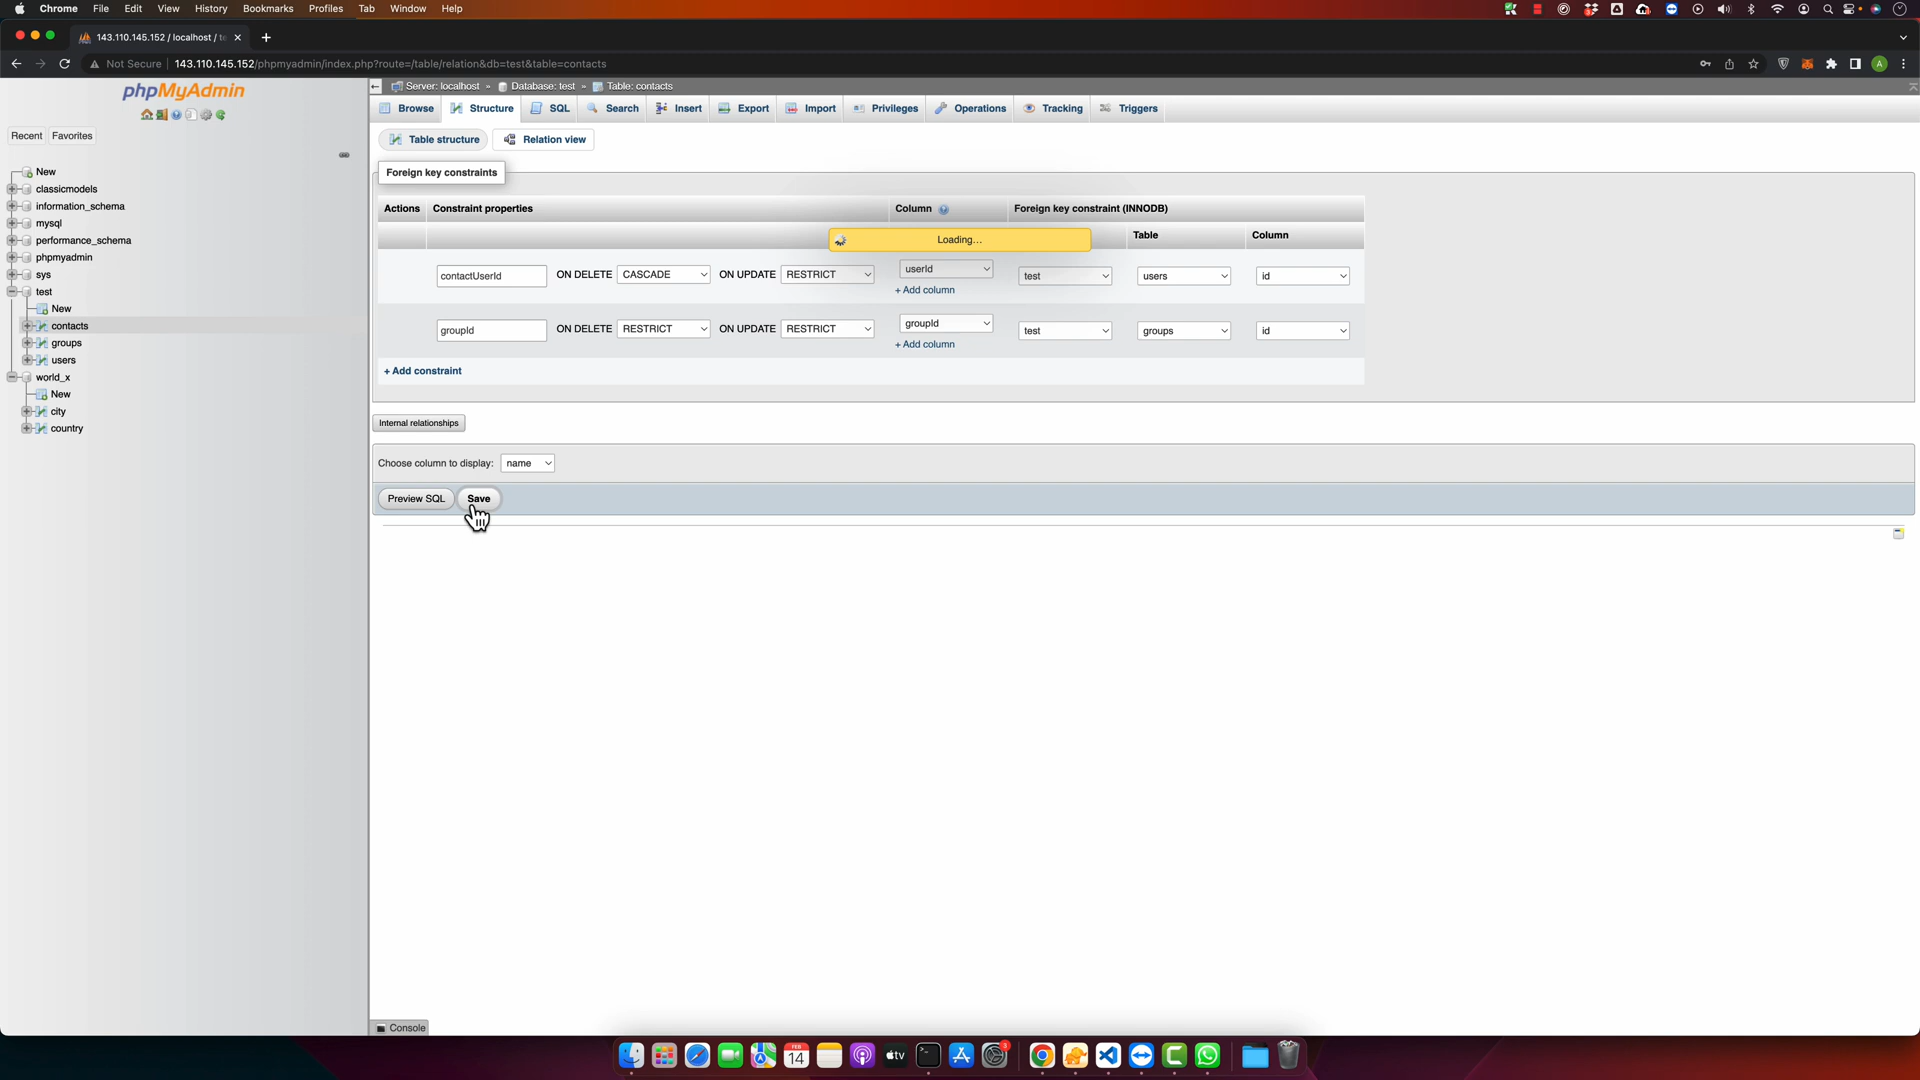 Chrome File Edit View History Bookmarks Profiles Tab Window Help
143.110.145.152 / localhost / te
Not Secure 143.110.145.152/phpmyadmin/index.php?route=/table/relation&db=test&table=contacts
phpMyAdmin
Recent Favorites
New
classicmodels
information_schema
mysql
performance_schema
phpmyadmin
sys
test
New
contacts
groups
users
world_x
New
city
country
Server: localhost » Database: test » Table: contacts
Browse Structure SQL Search Insert Export Import Privileges Operations Tracking Triggers
Table structure Relation view
Foreign key constraints
Actions Constraint properties Column Foreign key constraint (INNODB)
Loading… Table Column
contactUserId ON DELETE CASCADE ON UPDATE RESTRICT userId test users id
+ Add column
groupId ON DELETE RESTRICT ON UPDATE RESTRICT groupId test groups id
+ Add column
+ Add constraint
Internal relationships
Choose column to display: name
Preview SQL Save
Console
FEB
14
tv
3